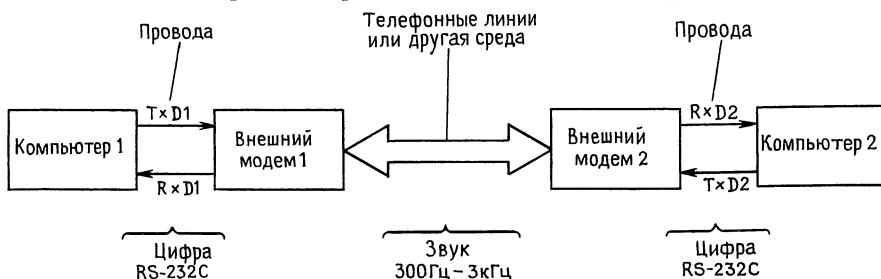 Провода
Телефонные линии
или другая среда
Провода
Компьютер 1
T×D1
R×D1
Внешний
модем 1
Внешний
модем 2
R×D2
T×D2
Компьютер 2
Цифра
RS-232C
Звук
300Гц – 3кГц
Цифра
RS-232C